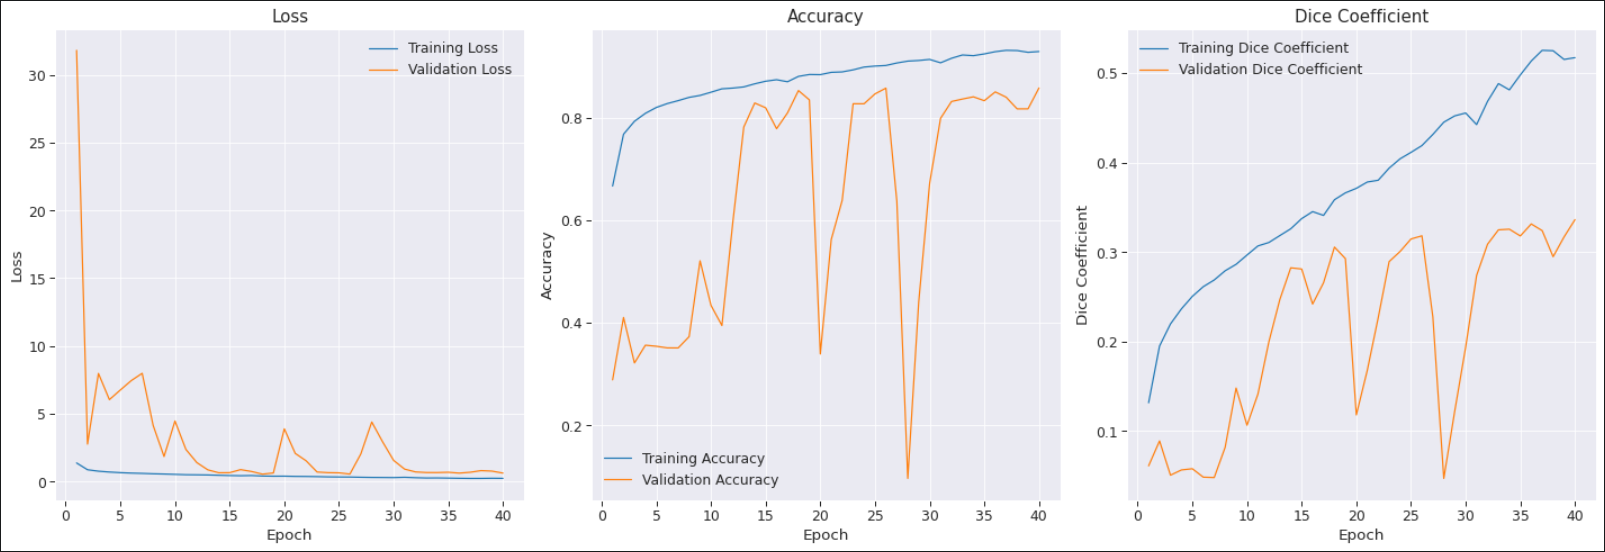 Loss
Training Loss
Validation Loss
30
25
20
15
10
5
0
Loss
0 5 10 15 20 25 30 35 40
Epoch
Accuracy
0.8
0.6
0.4
0.2
Accuracy
Training Accuracy
Validation Accuracy
0 5 10 15 20 25 30 35 40
Epoch
Dice Coefficient
Training Dice Coefficient
Validation Dice Coefficient
0.5
0.4
0.3
0.2
0.1
Dice Coefficient
0 5 10 15 20 25 30 35 40
Epoch